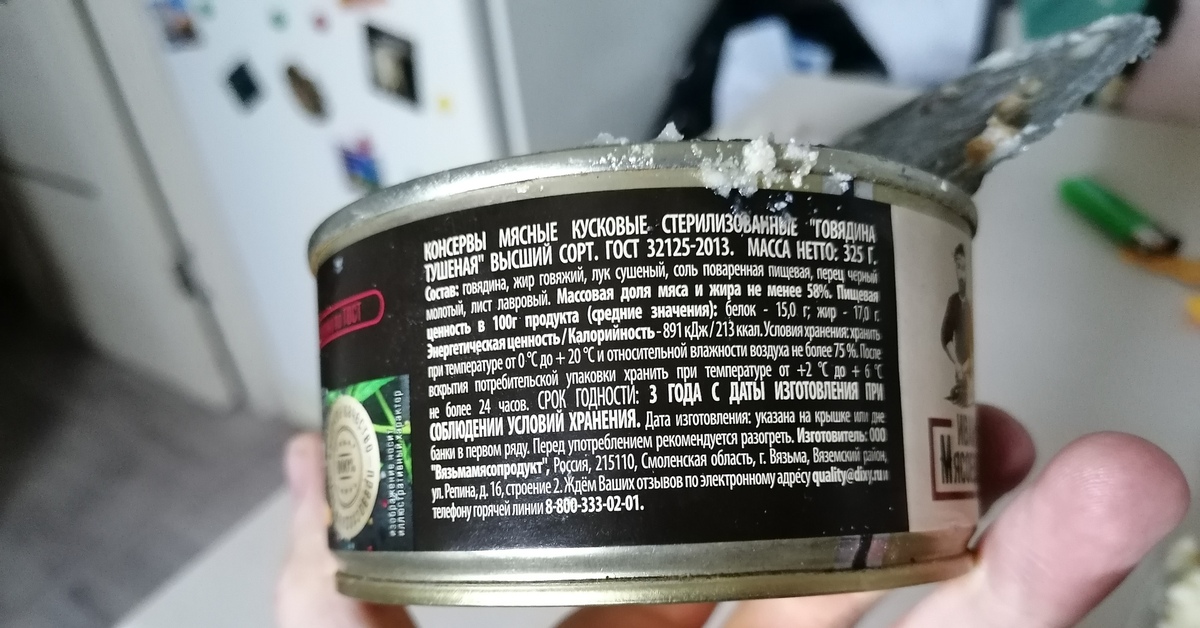 КОНСЕРВЫ МЯСНЫЕ КУСКОВЫЕ СТЕРИЛИЗОВАННЫЕ "ГОВЯДИНА
ТУШЕНАЯ" ВЫСШИЙ СОРТ. ГОСТ 32125-2013. МАССА НЕТТО: 325 Г.
Состав: говядина, жир говяжий, лук сушеный, соль поваренная пищевая, перец черный
молотый, лист лавровый. Массовая доля мяса и жира не менее 58%. Пищевая
ценность в 100г продукта (средние значения): белок - 15,0 г; жир - 17,0 г.
Энергетическая ценность / Калорийность - 891 кДж / 213 ккал. Условия хранения: хранить
при температуре от 0 °С до + 20 °С и относительной влажности воздуха не более 75 %. После
вскрытия потребительской упаковки хранить при температуре от +2 °С до + 6 °С
не более 24 часов. СРОК ГОДНОСТИ: 3 ГОДА С ДАТЫ ИЗГОТОВЛЕНИЯ ПРИ
СОБЛЮДЕНИИ УСЛОВИЙ ХРАНЕНИЯ. Дата изготовления: указана на крышке или дне
банки в первом ряду. Перед употреблением рекомендуется разогреть. Изготовитель: ООО
"Вязьмамясопродукт", Россия, 215110, Смоленская область, г. Вязьма, Вяземский район,
ул. Репина, д. 16, строение 2. Ждём Ваших отзывов по электронному адресу quality@dixy.ru и
телефону горячей линии 8-800-333-02-01.
ГОСТ
изображение носит
иллюстративный характер